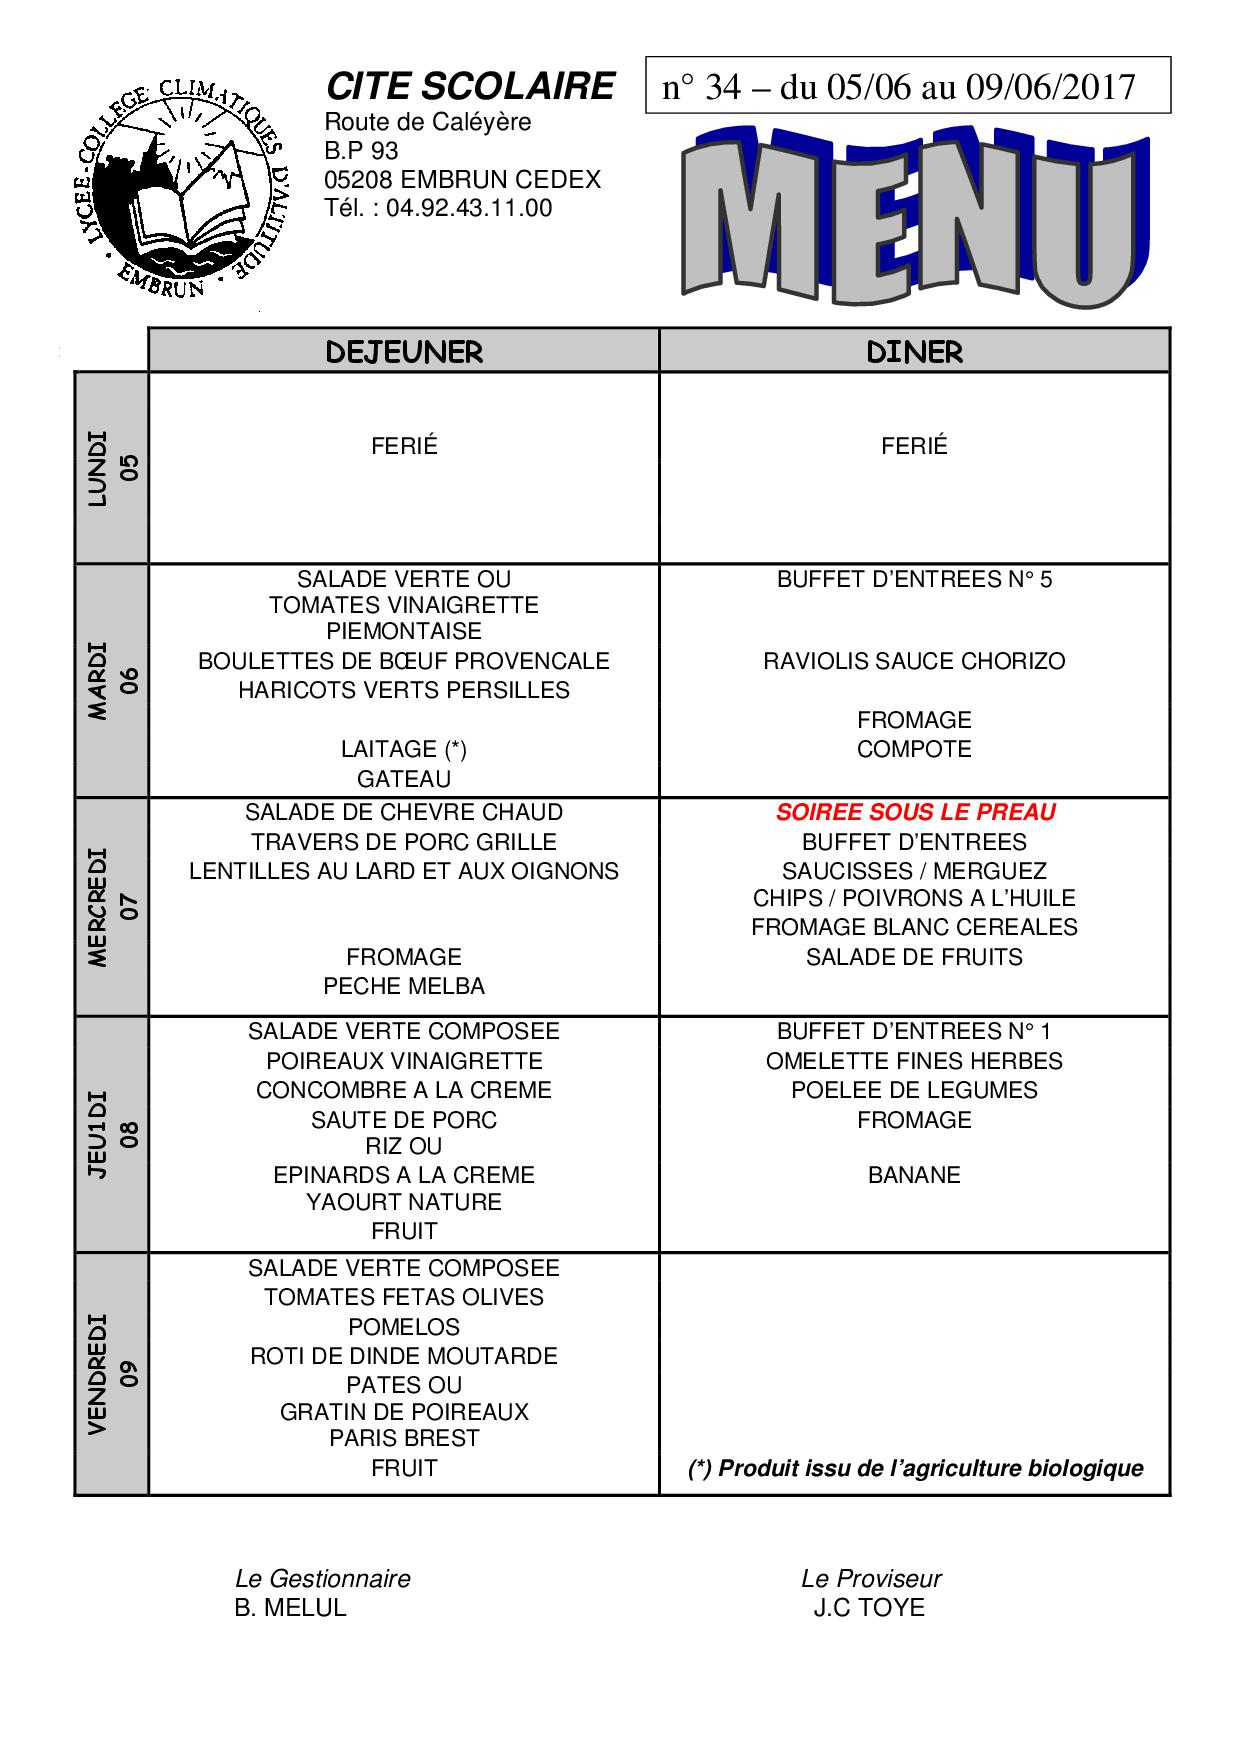 LYCEE-COLLEGE CLIMATIQUES D'ALTITUDE
• EMBRUN •
CITE SCOLAIRE
Route de Caléyère
B.P 93
05208 EMBRUN CEDEX
Tél. : 04.92.43.11.00
n° 34 – du 05/06 au 09/06/2017
MENU
DEJEUNER
DINER
LUNDI
05
FERIÉ
FERIÉ
MARDI
06
SALADE VERTE OU
TOMATES VINAIGRETTE
PIEMONTAISE
BOULETTES DE BŒUF PROVENCALE
HARICOTS VERTS PERSILLES
LAITAGE (*)
GATEAU
BUFFET D’ENTREES N° 5
RAVIOLIS SAUCE CHORIZO
FROMAGE
COMPOTE
MERCREDI
07
SALADE DE CHEVRE CHAUD
TRAVERS DE PORC GRILLE
LENTILLES AU LARD ET AUX OIGNONS
FROMAGE
PECHE MELBA
SOIREE SOUS LE PREAU
BUFFET D’ENTREES
SAUCISSES / MERGUEZ
CHIPS / POIVRONS A L’HUILE
FROMAGE BLANC CEREALES
SALADE DE FRUITS
JEU1DI
08
SALADE VERTE COMPOSEE
POIREAUX VINAIGRETTE
CONCOMBRE A LA CREME
SAUTE DE PORC
RIZ OU
EPINARDS A LA CREME
YAOURT NATURE
FRUIT
BUFFET D’ENTREES N° 1
OMELETTE FINES HERBES
POELEE DE LEGUMES
FROMAGE
BANANE
VENDREDI
09
SALADE VERTE COMPOSEE
TOMATES FETAS OLIVES
POMELOS
ROTI DE DINDE MOUTARDE
PATES OU
GRATIN DE POIREAUX
PARIS BREST
FRUIT
(*) Produit issu de l’agriculture biologique
Le Gestionnaire
B. MELUL
Le Proviseur
J.C TOYE